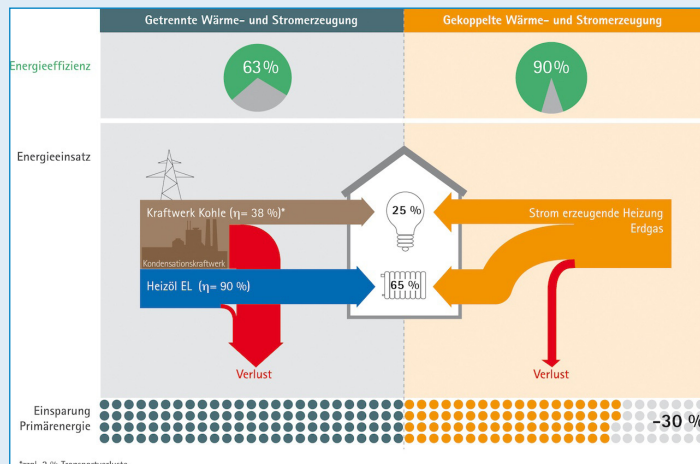 Getrennte Wärme- und Stromerzeugung
Gekoppelte Wärme- und Stromerzeugung
Energieeffizienz
63%
90%
Energieeinsatz
Kraftwerk Kohle (η= 38 %)*
25 %
Strom erzeugende Heizung
Erdgas
Kondensationskraftwerk
Heizöl EL (η= 90 %)
65 %
Verlust
Verlust
Einsparung
Primärenergie
-30 %